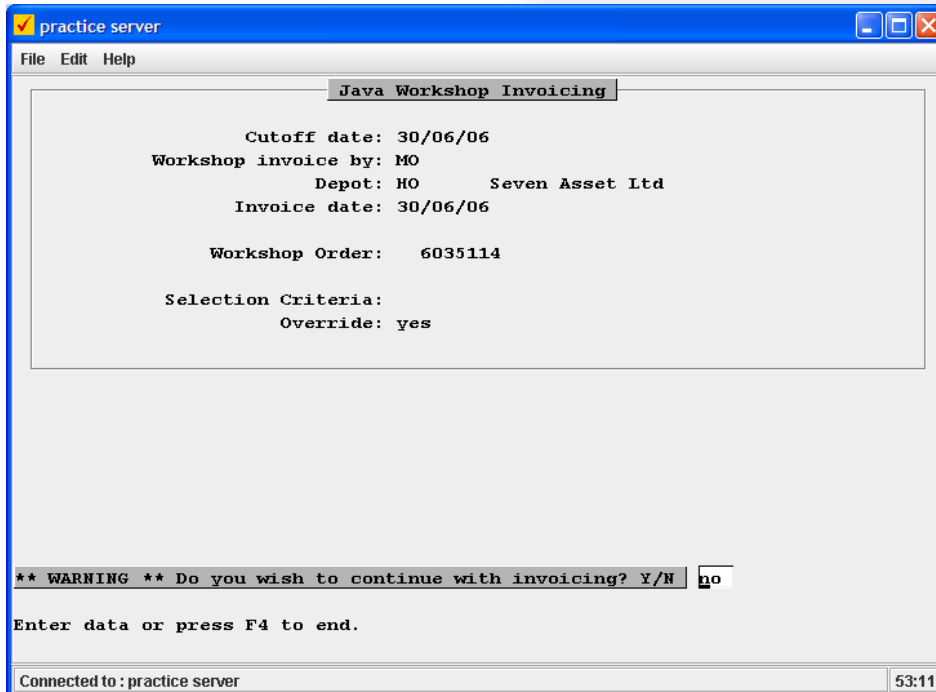 practice server
File Edit Help
Java Workshop Invoicing
Cutoff date: 30/06/06
Workshop invoice by: MO
Depot: HO Seven Asset Ltd
Invoice date: 30/06/06
Workshop Order: 6035114
Selection Criteria:
Override: yes
** WARNING ** Do you wish to continue with invoicing? Y/N no
Enter data or press F4 to end.
Connected to : practice server 53:11